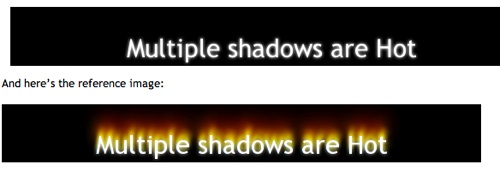 Multiple shadows are Hot
And here’s the reference image:
Multiple shadows are Hot